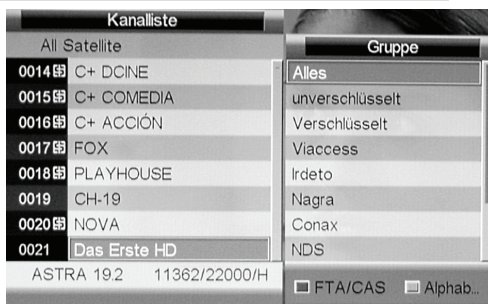 Kanalliste
All Satellite
0014 C+ DCINE
0015 C+ COMEDIA
0016 C+ ACCIÓN
0017 FOX
0018 PLAYHOUSE
0019 CH-19
0020 NOVA
0021 Das Erste HD
ASTRA 19.2 11362/22000/H
Gruppe
Alles
unverschlüsselt
Verschlüsselt
Viaccess
Irdeto
Nagra
Conax
NDS
FTA/CAS Alphab...